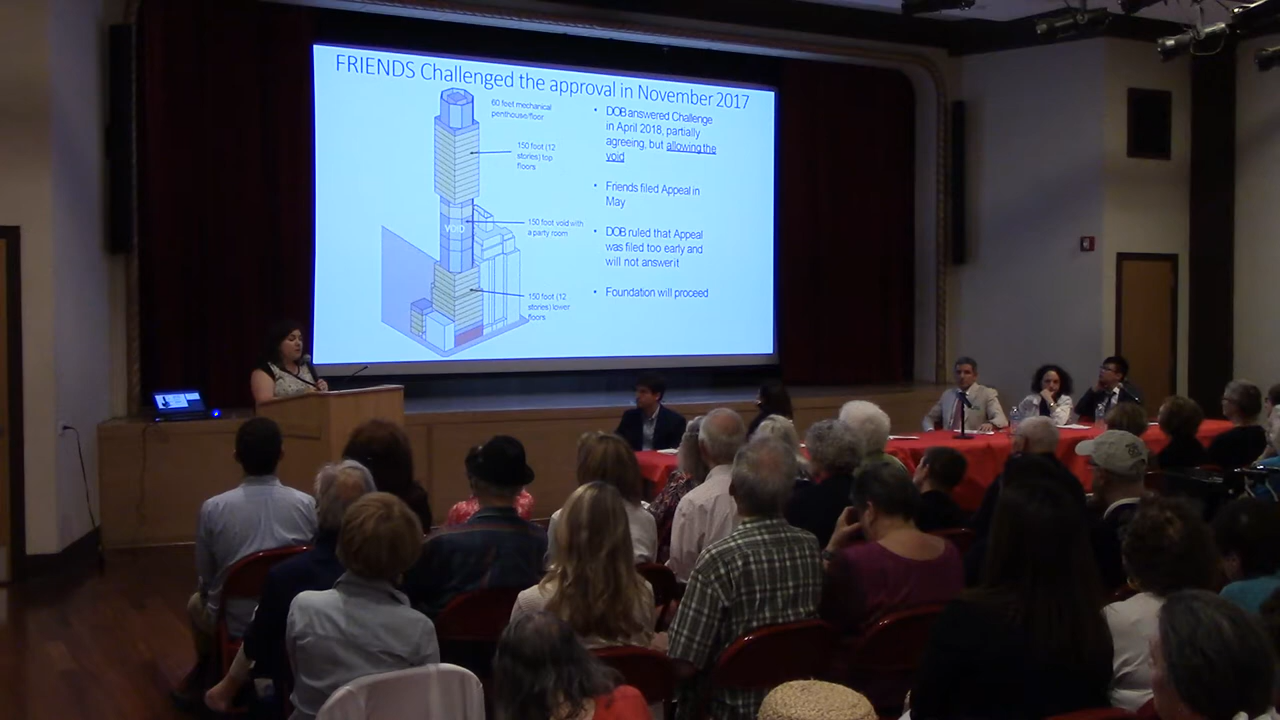 FRIENDS Challenged the approval in November 2017
60 feet mechanical
penthouse/floor
150 foot (12
stories) top
floors
VOID
150 foot void with
a party room
150 foot (12
stories) lower
floors
• DOB answered Challenge
in April 2018, partially
agreeing, but allowing the
void
• Friends filed Appeal in
May
• DOB ruled that Appeal
was filed too early and
will not answer it
• Foundation will proceed